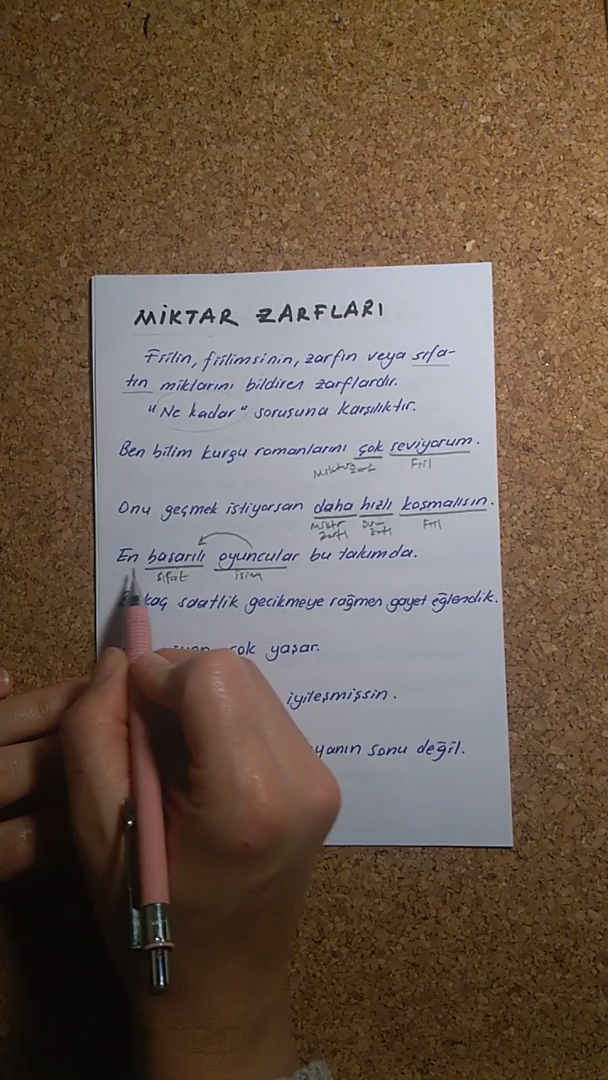 MİKTAR ZARFLARI
Fiilin, fiilimsinin, zarfın veya sıfa-
tın miktarını bildiren zarflardır.
"Ne kadar" sorusuna karşılıktır.
Ben bilim kurgu romanlarını çok seviyorum.
Miktar zarf Fiil
Onu geçmek istiyorsan daha hızlı koşmalısın.
Miktar zarfı Durum zarfı Fiil
En başarılı oyuncular bu takımda.
sıfat isim
kaç saatlik gecikmeye rağmen gayet eğlendik.
çok yaşar.
iyileşmişsin.
sonu değil.